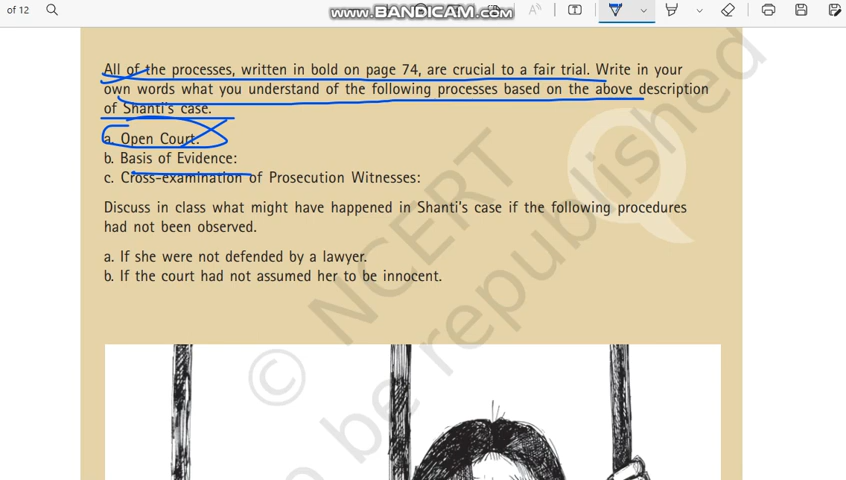 of 12
www.BANDICAM.com
All of the processes, written in bold on page 74, are crucial to a fair trial. Write in your
own words what you understand of the following processes based on the above description
of Shanti's case.
a. Open Court:
b. Basis of Evidence:
c. Cross-examination of Prosecution Witnesses:
Discuss in class what might have happened in Shanti's case if the following procedures
had not been observed.
a. If she were not defended by a lawyer.
b. If the court had not assumed her to be innocent.
© NCERT
be republished